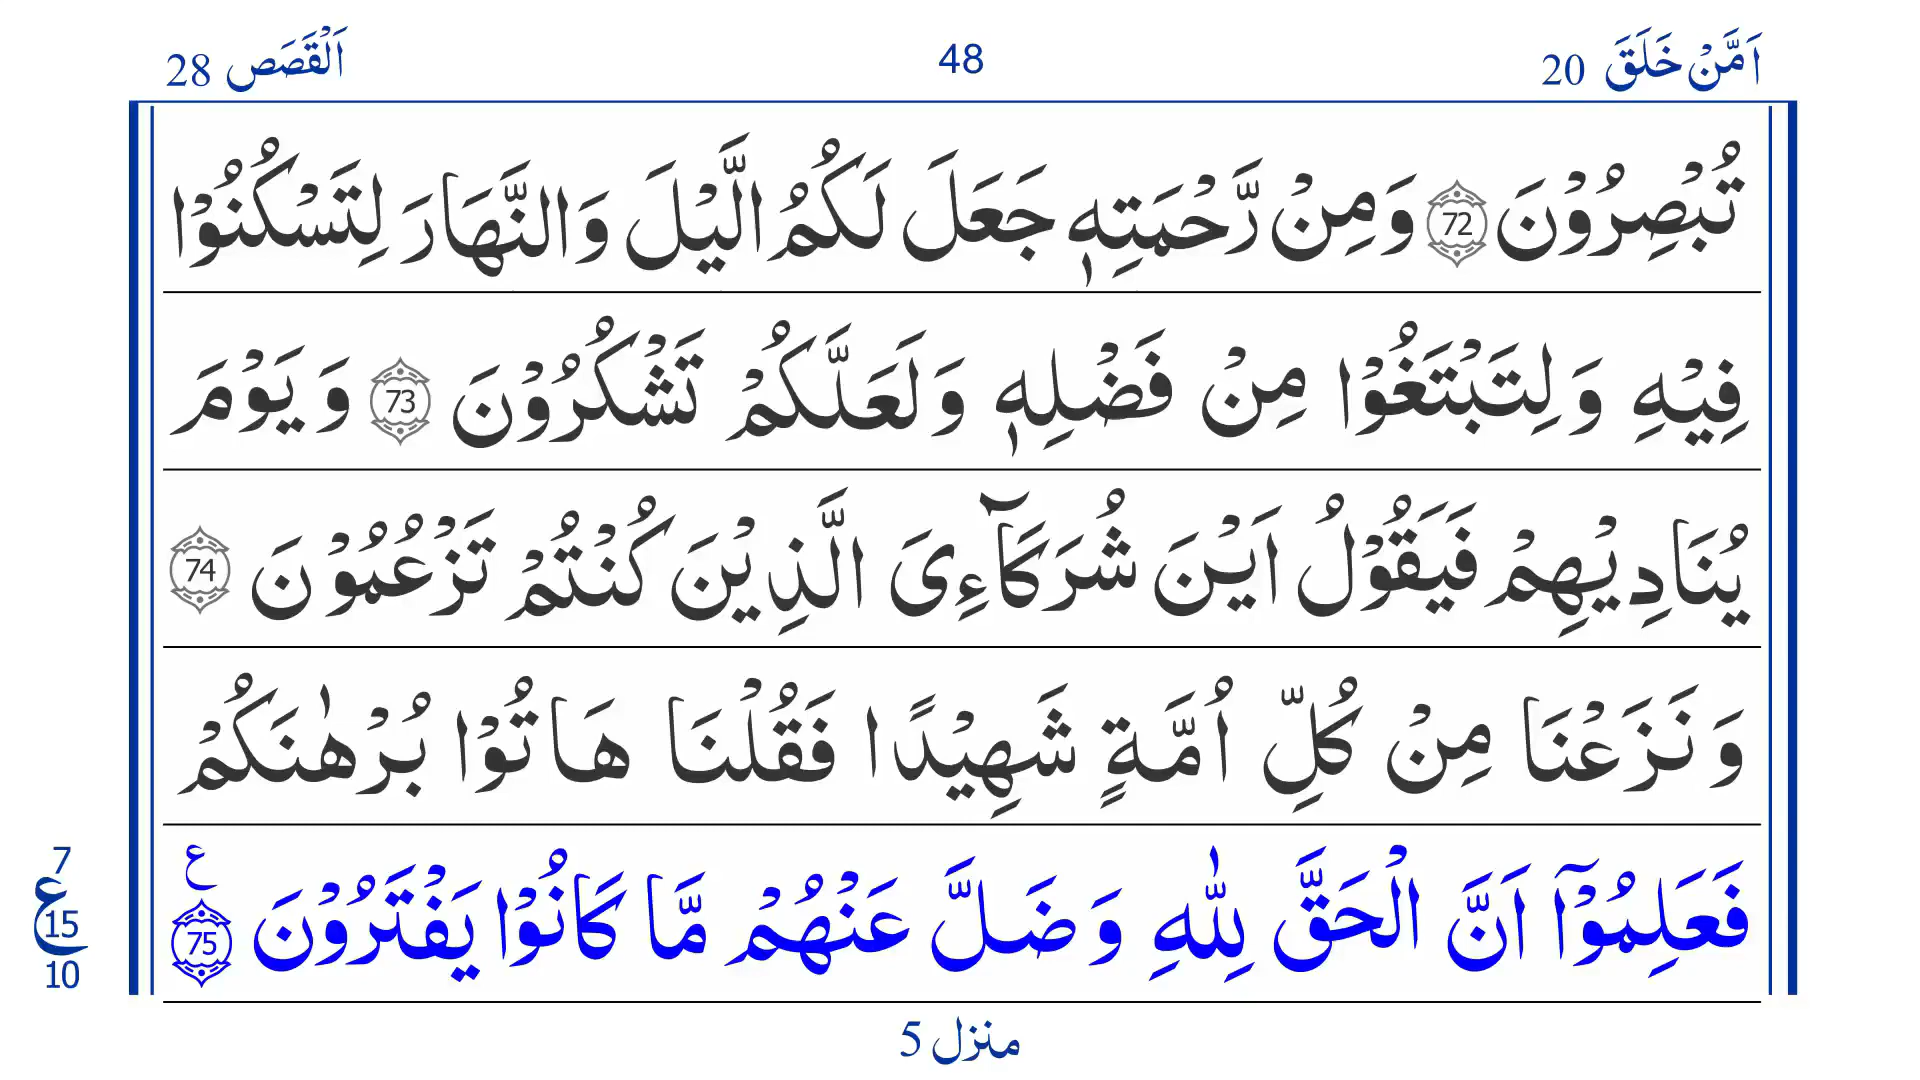 اَمَّنْ خَلَقَ 20
48
اَلْقَصَص 28
تُبْصِرُوْنَ 72 وَمِنْ رَّحْمَتِهٖ جَعَلَ لَكُمُ الَّيْلَ وَالنَّهَارَ لِتَسْكُنُوْا
فِيْهِ وَلِتَبْتَغُوْا مِنْ فَضْلِهٖ وَلَعَلَّكُمْ تَشْكُرُوْنَ 73 وَيَوْمَ
يُنَادِيْهِمْ فَيَقُوْلُ اَيْنَ شُرَكَآءِىَ الَّذِيْنَ كُنْتُمْ تَزْعُمُوْنَ 74
وَنَزَعْنَا مِنْ كُلِّ اُمَّةٍ شَهِيْدًا فَقُلْنَا هَاتُوْا بُرْهٰنَكُمْ
فَعَلِمُوْٓا اَنَّ الْحَقَّ لِلّٰهِ وَضَلَّ عَنْهُمْ مَّا كَانُوْا يَفْتَرُوْنَ 75 ع
7
ع 15
10
منزل 5